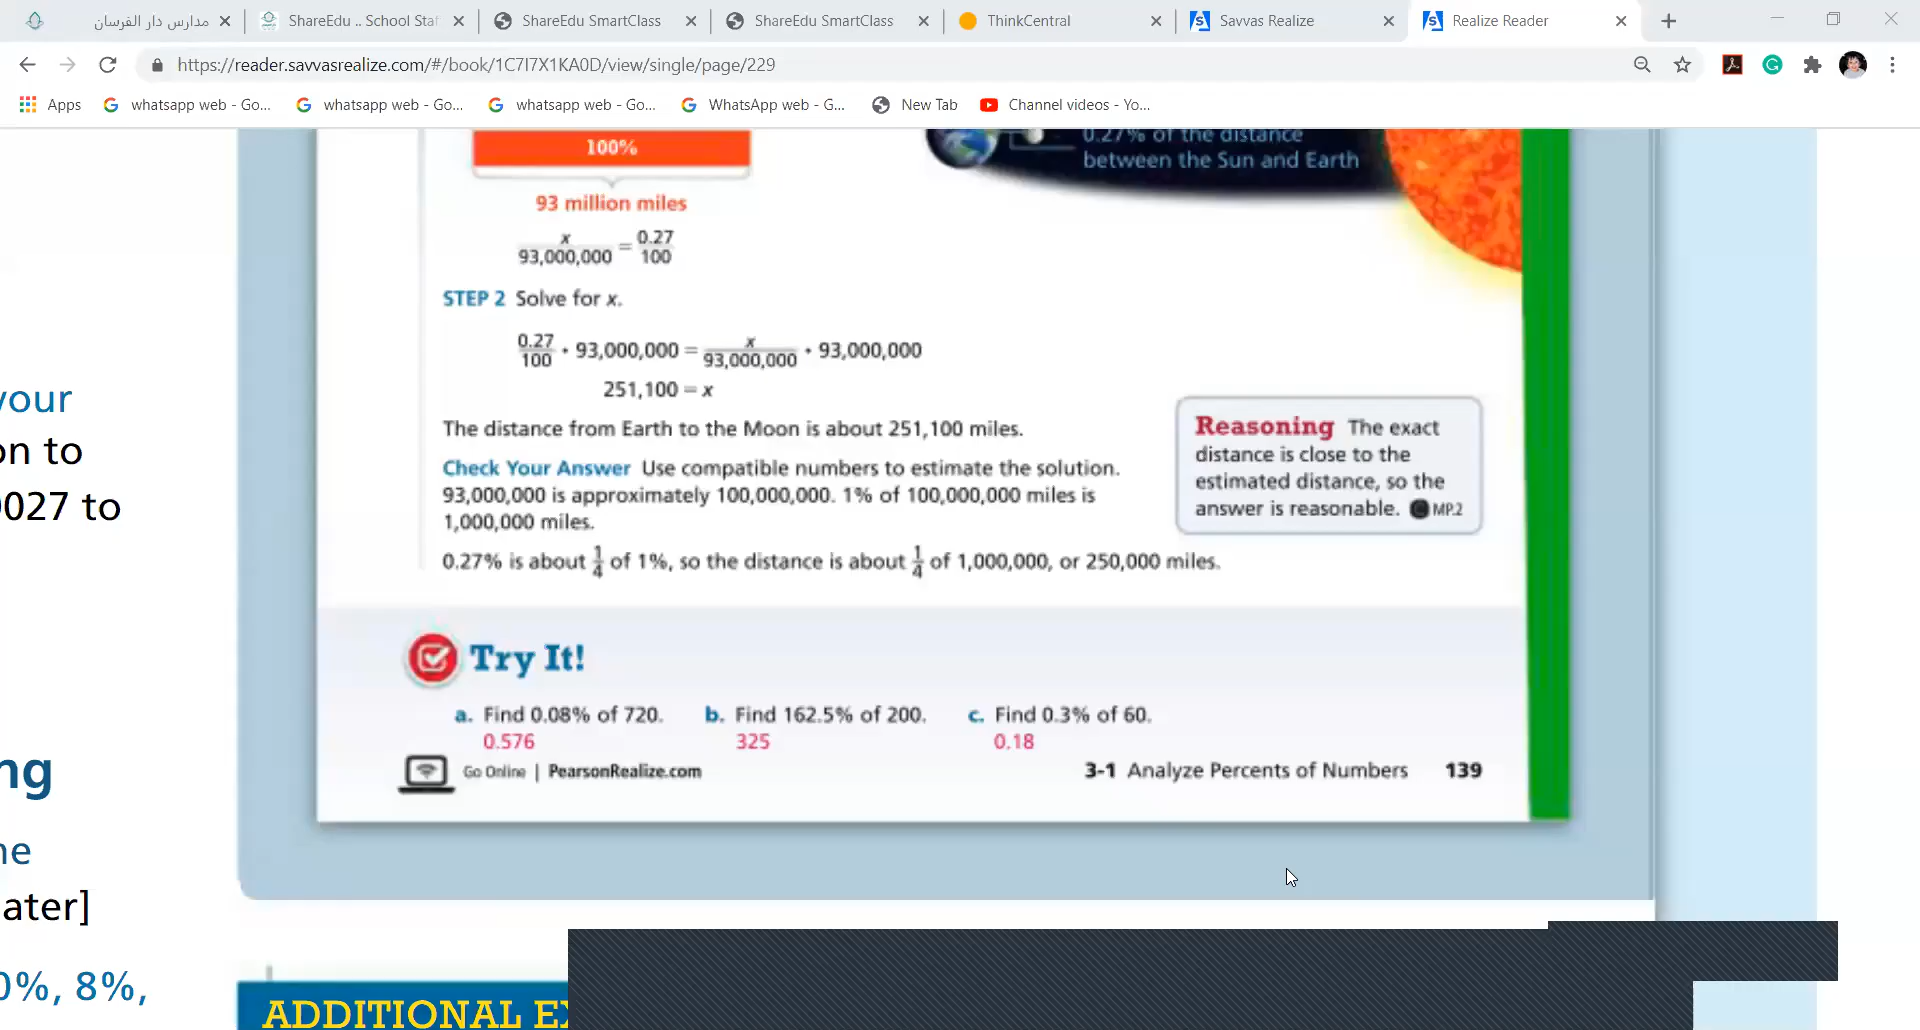 مدارس دار الفرسان
ShareEdu .. School Staf
ShareEdu SmartClass
ShareEdu SmartClass
ThinkCentral
Savvas Realize
Realize Reader
https://reader.savvasrealize.com/#/book/1C7I7X1KA0D/view/single/page/229
Apps
whatsapp web - Go...
whatsapp web - Go...
whatsapp web - Go...
WhatsApp web - G...
New Tab
Channel videos - Yo...
100%
93 million miles
0.27% of the distance
between the Sun and Earth
x/93,000,000 = 0.27/100
STEP 2 Solve for x.
0.27/100 • 93,000,000 = x/93,000,000 • 93,000,000
251,100 = x
The distance from Earth to the Moon is about 251,100 miles.
Check Your Answer Use compatible numbers to estimate the solution.
93,000,000 is approximately 100,000,000. 1% of 100,000,000 miles is
1,000,000 miles.
0.27% is about 1/4 of 1%, so the distance is about 1/4 of 1,000,000, or 250,000 miles.
Reasoning The exact
distance is close to the
estimated distance, so the
answer is reasonable. MP.2
Try It!
a. Find 0.08% of 720.
0.576
b. Find 162.5% of 200.
325
c. Find 0.3% of 60.
0.18
Go Online | PearsonRealize.com
3-1 Analyze Percents of Numbers 139
your
on to
0027 to
ng
ne
ater]
0%, 8%,
ADDITIONAL EX